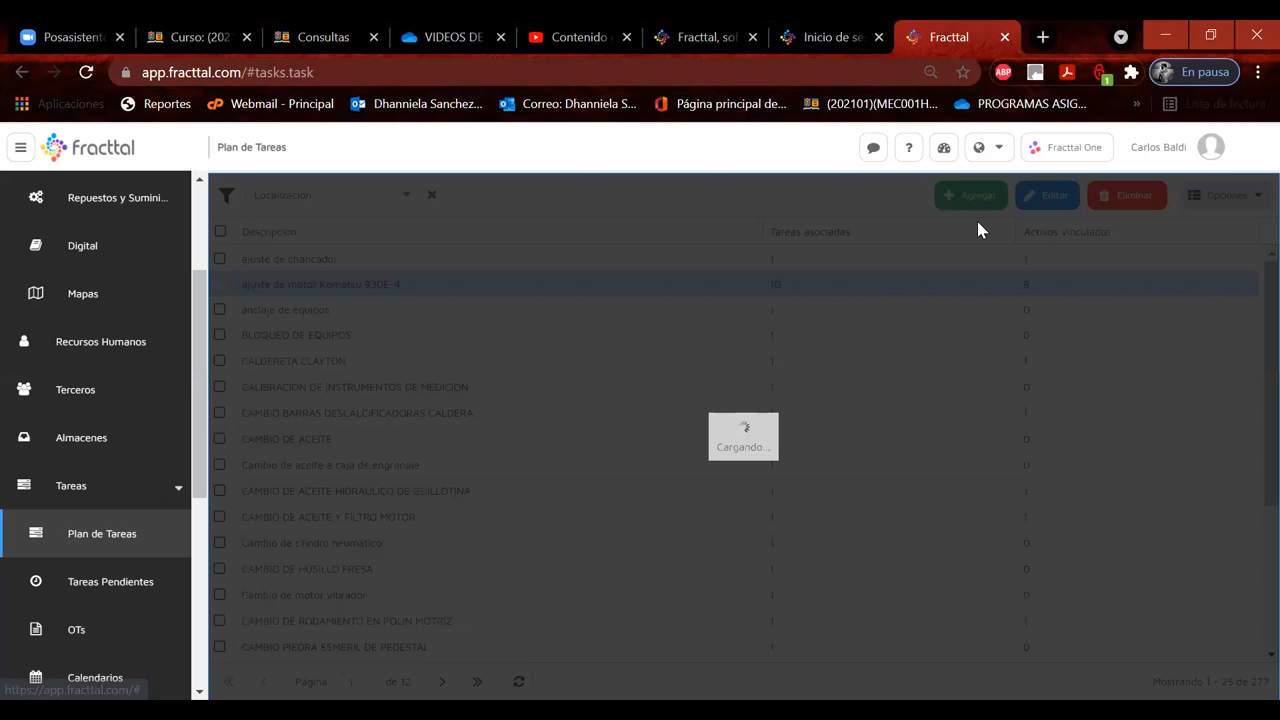 Posasistente
Curso: (202
Consultas
VIDEOS DE
Contenido
Fracttal, sof
Inicio de se
Fracttal
app.fracttal.com/#tasks.task
ABP
1
En pausa
Aplicaciones
Reportes
Webmail - Principal
Dhanniela Sanchez...
Correo: Dhanniela S...
Página principal de...
(202101)(MEC001H...
PROGRAMAS ASIG...
»
Lista de lectura
fracttal
Plan de Tareas
?
Fracttal One
Carlos Baldi
Repuestos y Sumini...
Digital
Mapas
Recursos Humanos
Terceros
Almacenes
Tareas
Plan de Tareas
Tareas Pendientes
OTs
Calendarios
https://app.fracttal.com/#
Localización
Agregar
Editar
Eliminar
Opciones
Descripción Tareas asociadas Activos vinculados
ajuste de chancador 1 1
ajuste de motor Komatsu 930E-4 10 8
anclaje de equipos 1 0
BLOQUEO DE EQUIPOS 1 0
CALDERETA CLAYTON 1 1
CALIBRACION DE INSTRUMENTOS DE MEDICION 1 0
CAMBIO BARRAS DESCALCIFICADORAS CALDERA 1 1
CAMBIO DE ACEITE 1 0
Cambio de aceite a caja de engranaje 1 0
CAMBIO DE ACEITE HIDRAULICO DE GUILLOTINA 1 1
CAMBIO DE ACEITE Y FILTRO MOTOR 1 1
Cambio de cilindro neumatico 1 0
CAMBIO DE HUSILLO FRESA 1 0
Cambio de motor vibrador 1 0
CAMBIO DE RODAMIENTO EN POLIN MOTRIZ 1 1
CAMBIO PIEDRA ESMERIL DE PEDESTAL 1 0
Cargando...
Página 1 de 12
Mostrando 1 - 25 de 277